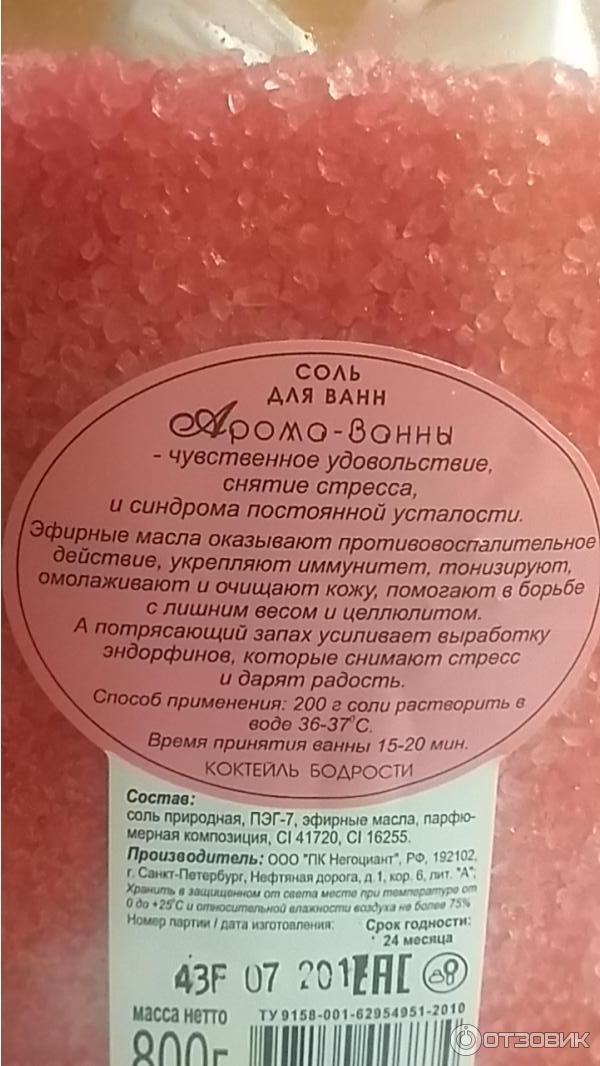 СОЛЬ
ДЛЯ ВАНН
Арома-ванны
- чувственное удовольствие,
снятие стресса,
и синдрома постоянной усталости.
Эфирные масла оказывают противовоспалительное
действие, укрепляют иммунитет, тонизируют,
омолаживают и очищают кожу, помогают в борьбе
с лишним весом и целлюлитом.
А потрясающий запах усиливает выработку
эндорфинов, которые снимают стресс
и дарят радость.
Способ применения: 200 г соли растворить в
воде 36-37°С.
Время принятия ванны 15-20 мин.
КОКТЕЙЛЬ БОДРОСТИ
Состав:
соль природная, ПЭГ-7, эфирные масла, парфю-
мерная композиция, CI 41720, CI 16255.
Производитель: ООО "ПК Негоциант", РФ, 192102,
г. Санкт-Петербург, Нефтяная дорога, д.1, кор. 6, лит. "А";
Хранить в защищенном от света месте при температуре от
0 до +25°С и относительной влажности воздуха не более 75%
Номер партии / дата изготовления: Срок годности:
24 месяца
43F 07 201 EAC
масса нетто ТУ 9158-001-62954951-2010
800г
ОТЗОВИК